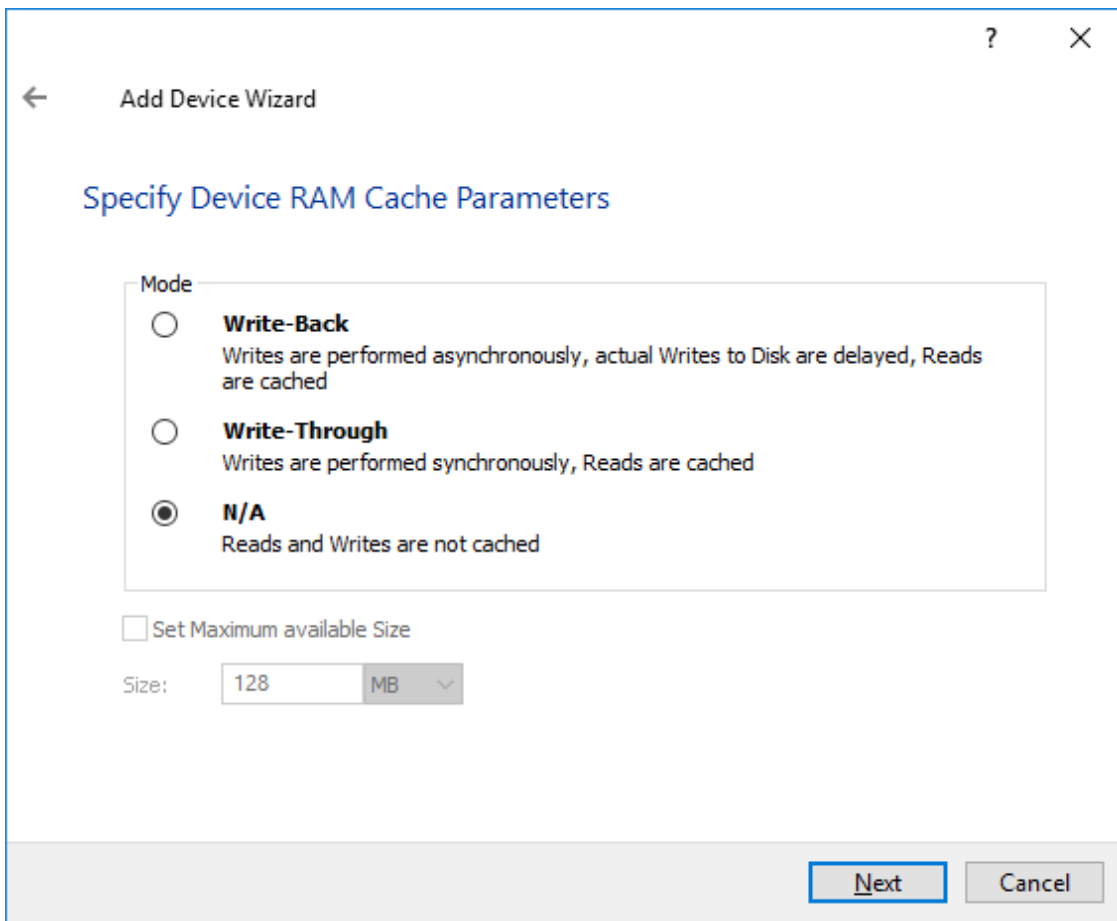 ?
Add Device Wizard
Specify Device RAM Cache Parameters
Mode
Write-Back
Writes are performed asynchronously, actual Writes to Disk are delayed, Reads
are cached
Write-Through
Writes are performed synchronously, Reads are cached
N/A
Reads and Writes are not cached
Set Maximum available Size
Size: 128 MB
Next Cancel